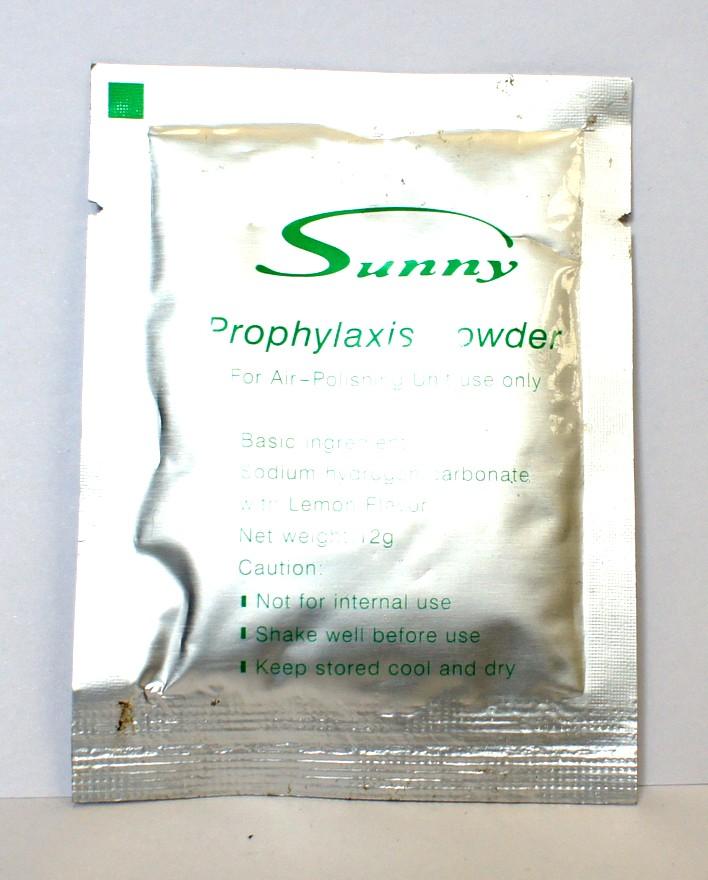 Sunny
Prophylaxis Powder
For Air-Polishing Unit use only
Basic ingredient:
Sodium hydrogen carbonate
with Lemon Flavor
Net weight 12g
Caution:
Not for internal use
Shake well before use
Keep stored cool and dry